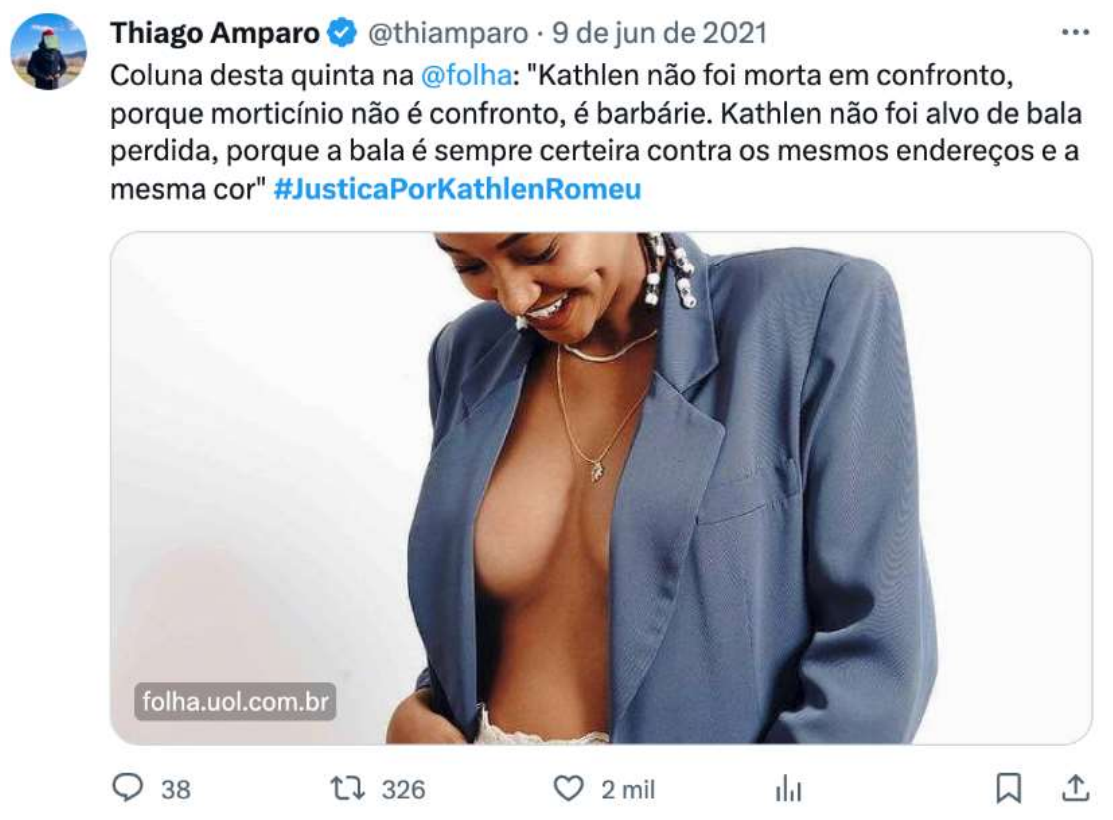 Thiago Amparo @thiamparo · 9 de jun de 2021
Coluna desta quinta na @folha: "Kathlen não foi morta em confronto,
porque morticínio não é confronto, é barbárie. Kathlen não foi alvo de bala
perdida, porque a bala é sempre certeira contra os mesmos endereços e a
mesma cor" #JusticaPorKathlenRomeu
folha.uol.com.br
38 326 2 mil